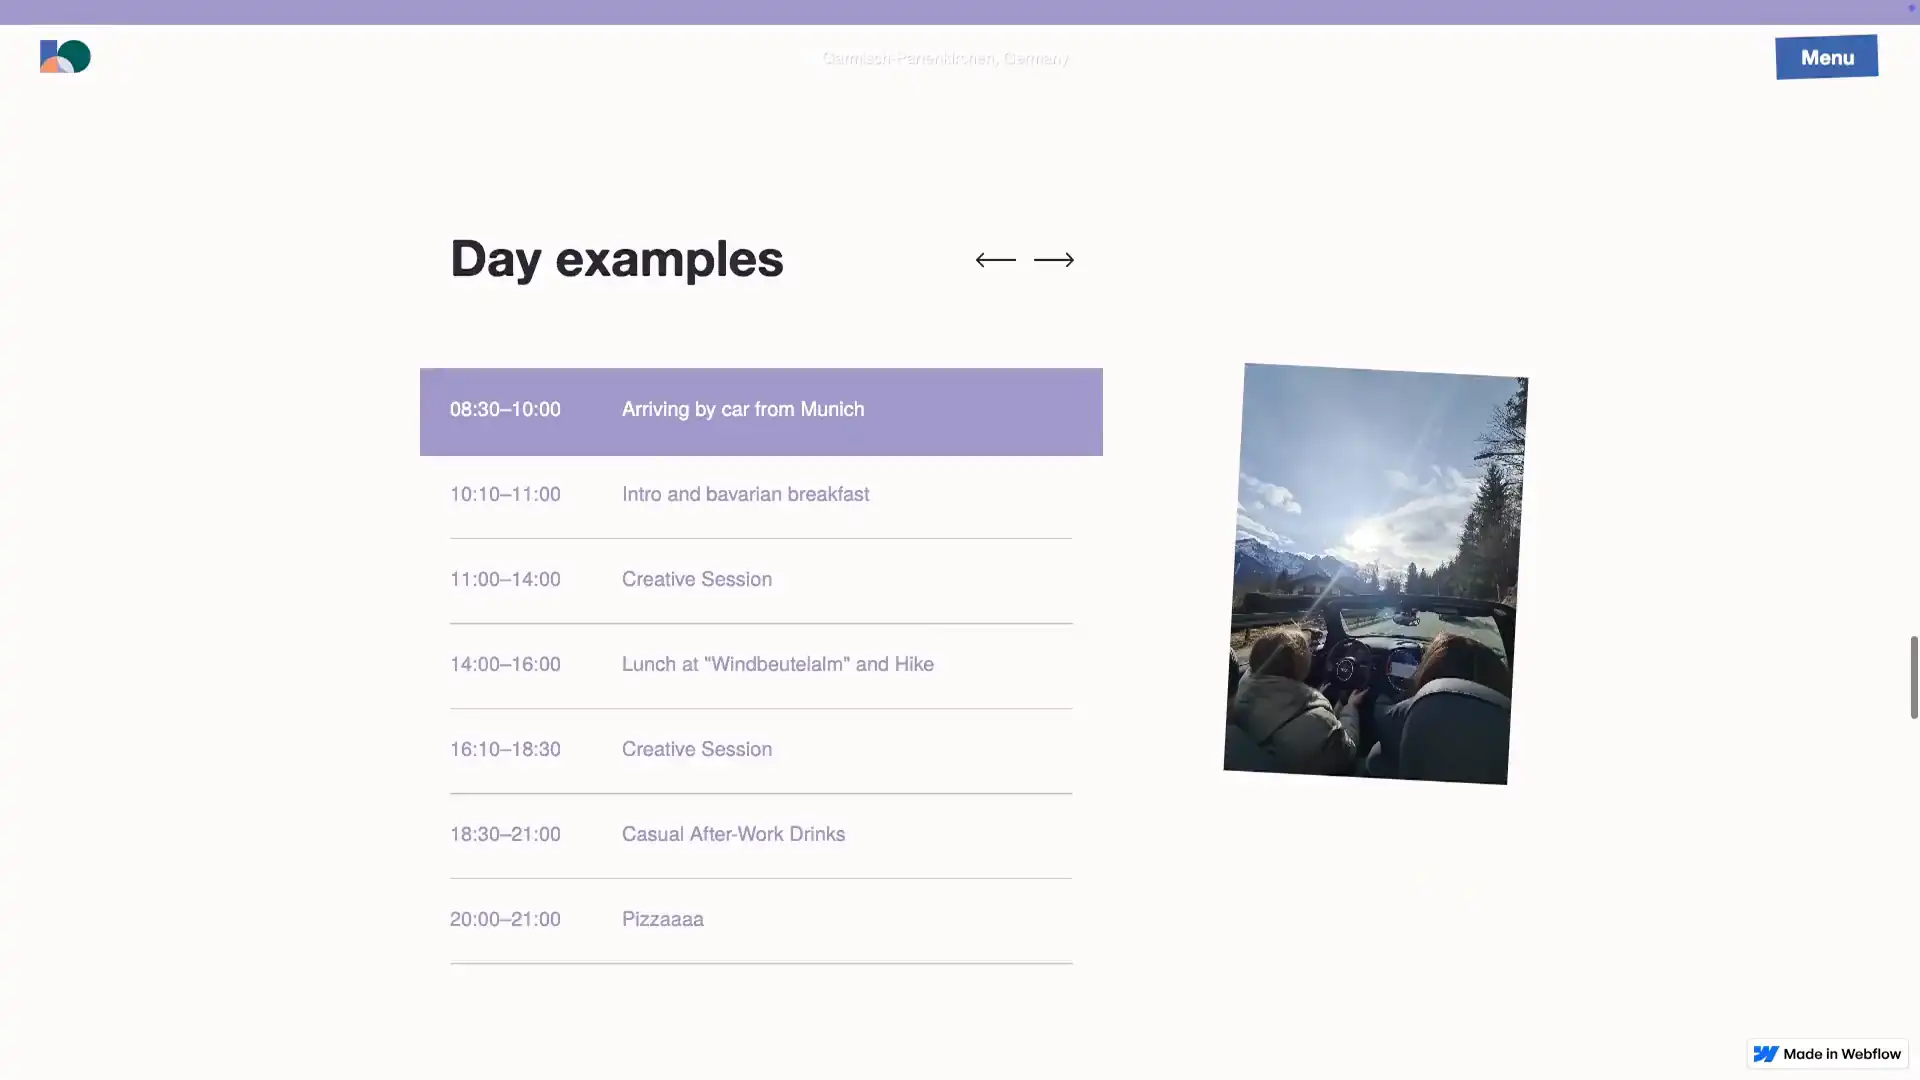 Garmisch-Partenkirchen, Germany
Menu
Day examples
08:30–10:00 Arriving by car from Munich
10:10–11:00 Intro and bavarian breakfast
11:00–14:00 Creative Session
14:00–16:00 Lunch at "Windbeutelalm" and Hike
16:10–18:30 Creative Session
18:30–21:00 Casual After-Work Drinks
20:00–21:00 Pizzaaaa
Made in Webflow